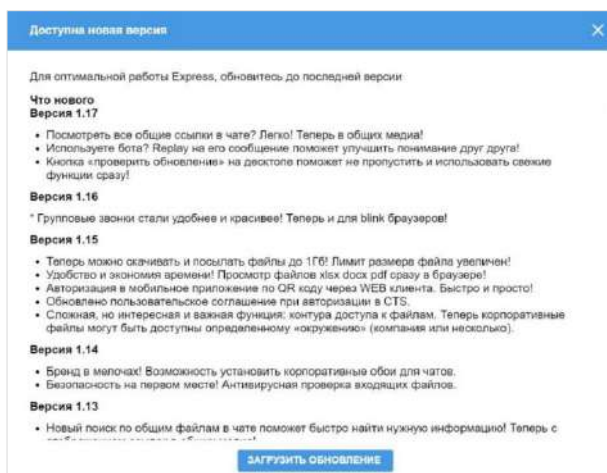 Доступна новая версия
Для оптимальной работы Express, обновитесь до последней версии
Что нового
Версия 1.17
• Посмотреть все общие ссылки в чате? Легко! Теперь в общих медиа!
• Используете бота? Replay на его сообщение поможет улучшить понимание друг друга!
• Кнопка «проверить обновление» на десктопе поможет не пропустить и использовать свежие
функции сразу!
Версия 1.16
* Групповые звонки стали удобнее и красивее! Теперь и для blink браузеров!
Версия 1.15
• Теперь можно скачивать и посылать файлы до 1Гб! Лимит размера файла увеличен!
• Удобство и экономия времени! Просмотр файлов xlsx docx pdf сразу в браузере!
• Авторизация в мобильное приложение по QR коду через WEB клиента. Быстро и просто!
• Обновлено пользовательское соглашение при авторизации в CTS.
• Сложная, но интересная и важная функция: контура доступа к файлам. Теперь корпоративные
файлы могут быть доступны определенному «окружению» (компания или несколько).
Версия 1.14
• Бренд в мелочах! Возможность установить корпоративные обои для чатов.
• Безопасность на первом месте! Антивирусная проверка входящих файлов.
Версия 1.13
• Новый поиск по общим файлам в чате поможет быстро найти нужную информацию! Теперь с
ЗАГРУЗИТЬ ОБНОВЛЕНИЕ